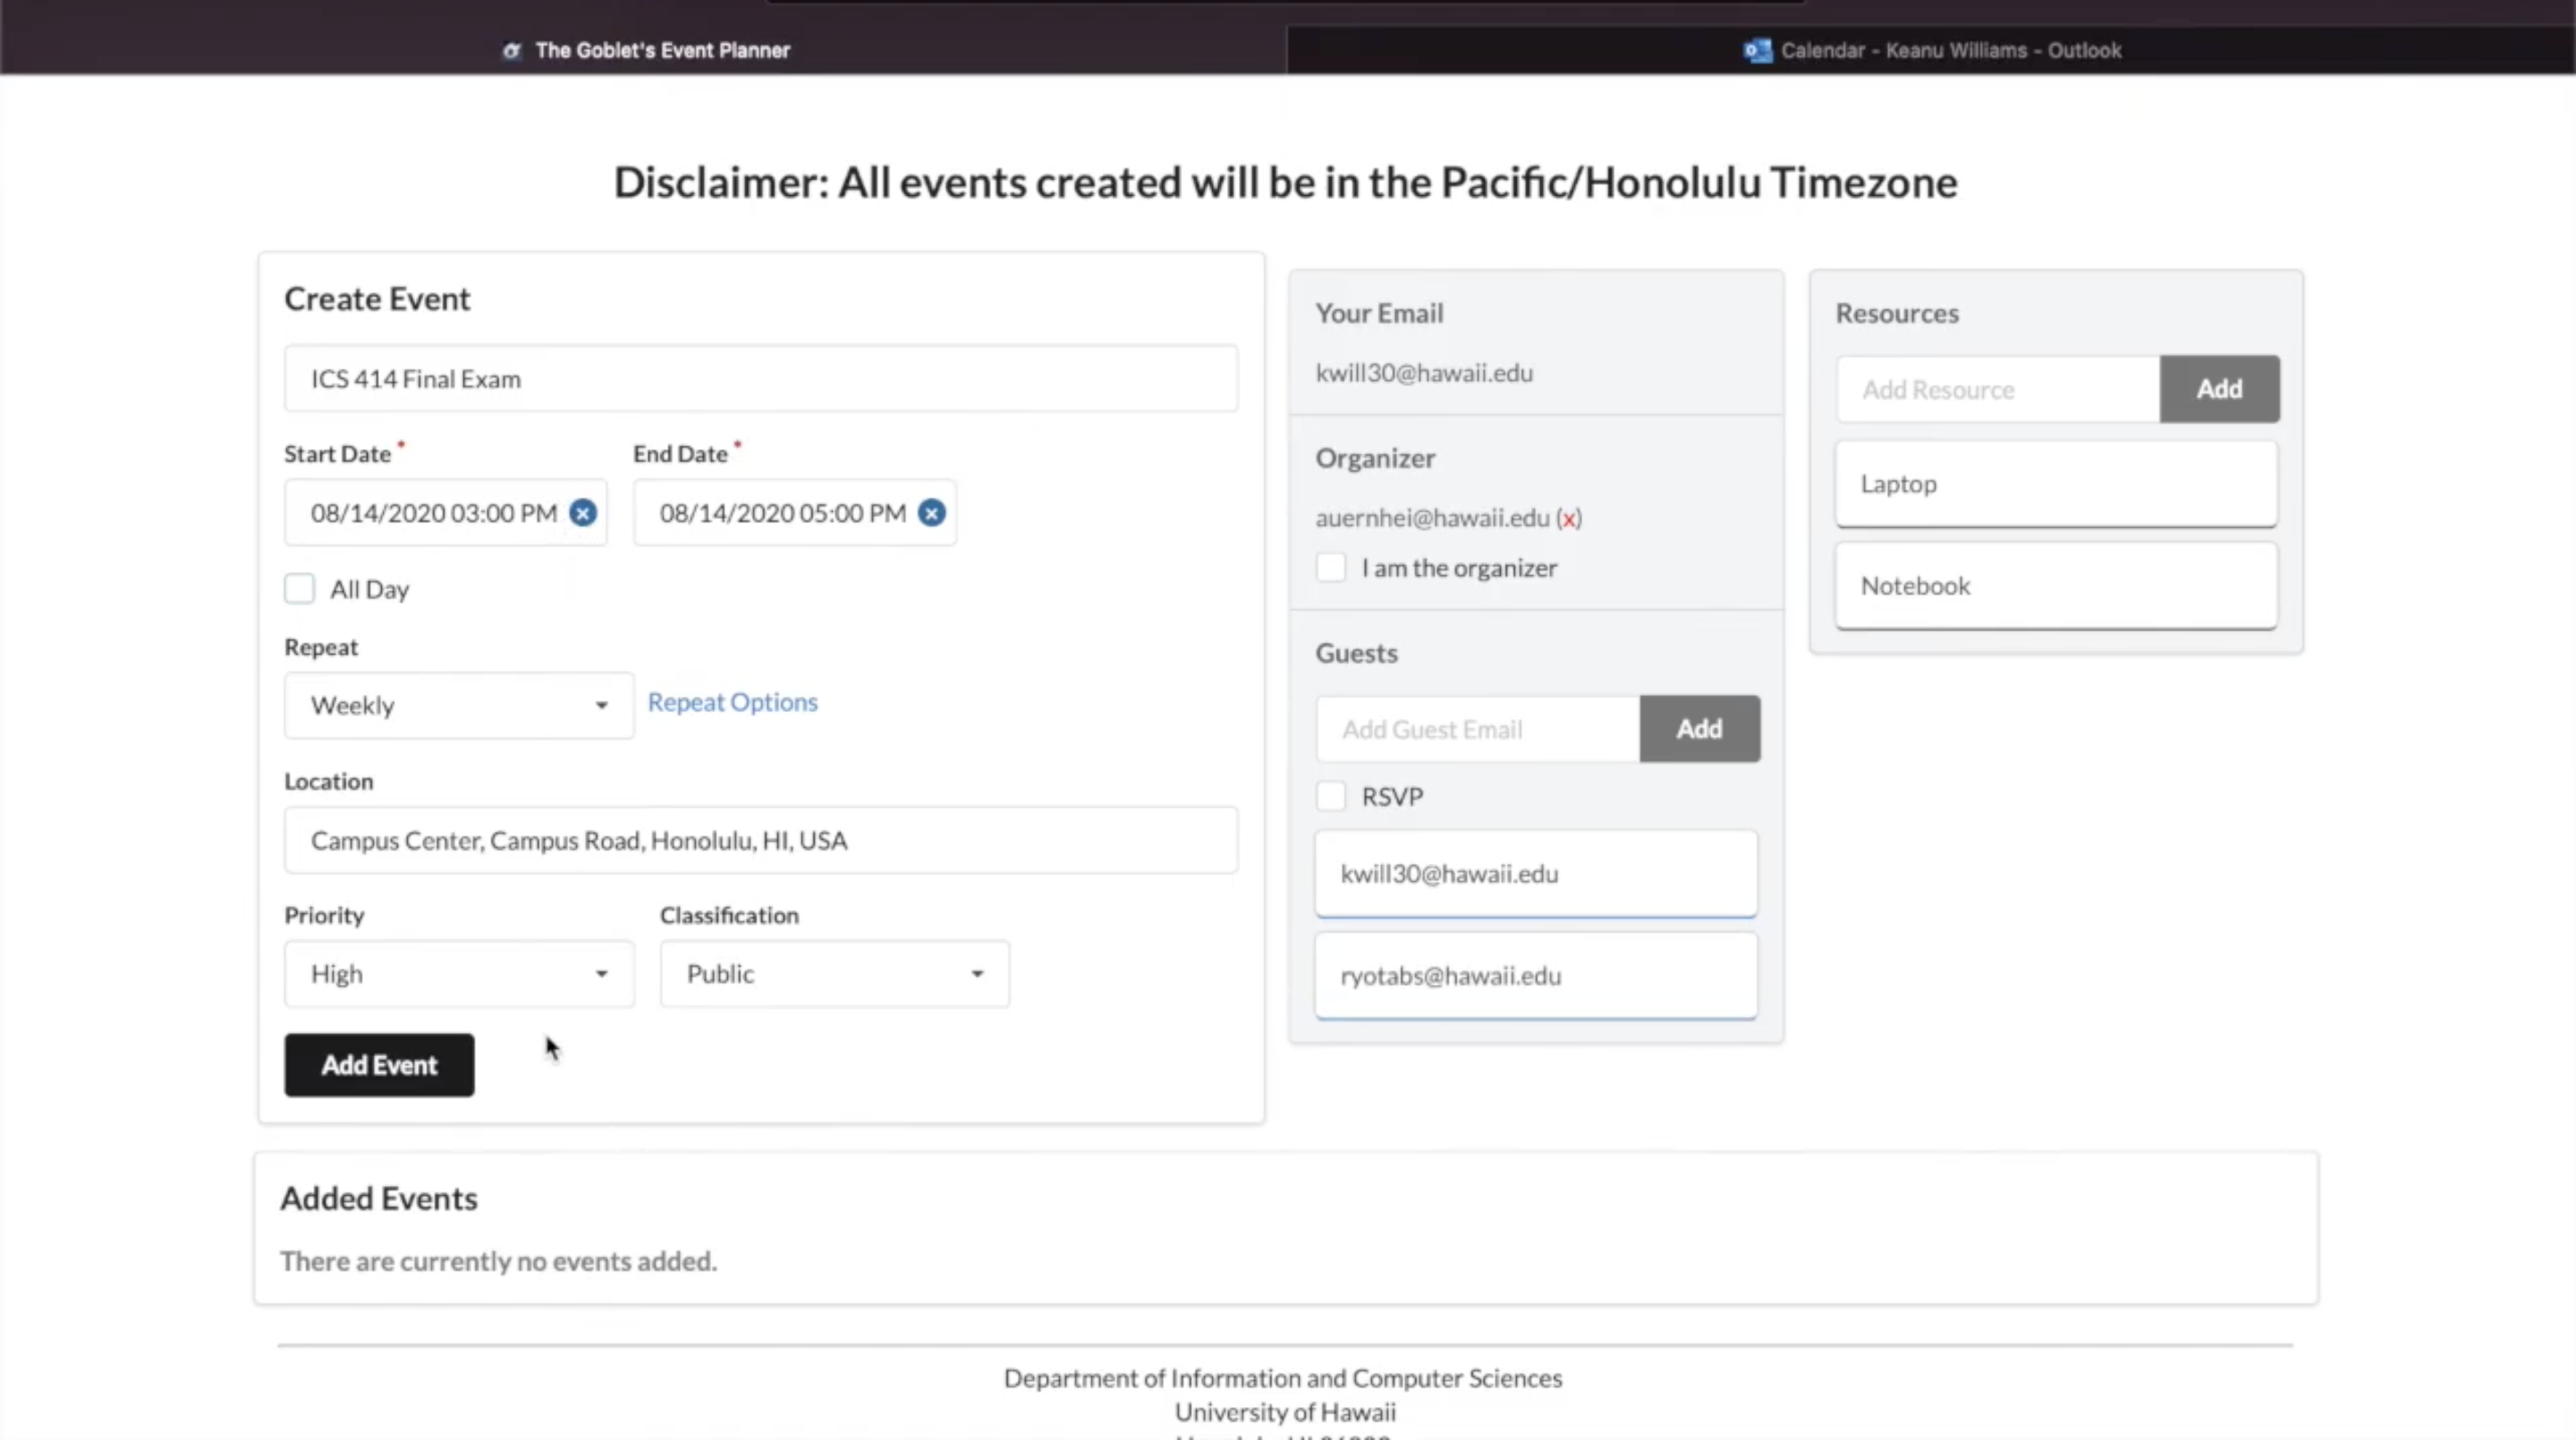 The Goblet's Event Planner
Calendar - Keanu Williams - Outlook
Disclaimer: All events created will be in the Pacific/Honolulu Timezone
Create Event
ICS 414 Final Exam
Start Date *
End Date *
08/14/2020 03:00 PM
08/14/2020 05:00 PM
All Day
Repeat
Weekly
Repeat Options
Location
Campus Center, Campus Road, Honolulu, HI, USA
Priority
Classification
High
Public
Add Event
Your Email
kwill30@hawaii.edu
Organizer
auernhei@hawaii.edu (x)
I am the organizer
Guests
Add Guest Email
Add
RSVP
kwill30@hawaii.edu
ryotabs@hawaii.edu
Resources
Add Resource
Add
Laptop
Notebook
Added Events
There are currently no events added.
Department of Information and Computer Sciences
University of Hawaii